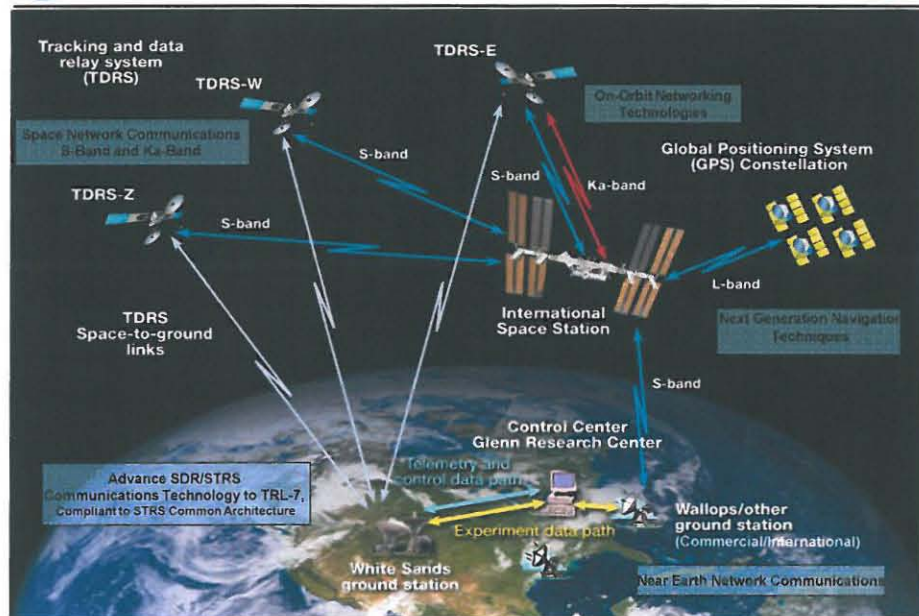 Tracking and data
relay system
(TDRS)
TDRS-W
TDRS-E
On-Orbit Networking
Technologies
Space Network Communications
S-Band and Ka-Band
Global Positioning System
(GPS) Constellation
S-band
S-band
Ka-band
TDRS-Z
S-band
L-band
TDRS
Space-to-ground
links
International
Space Station
Next Generation Navigation
Techniques
S-band
Control Center
Glenn Research Center
Advance SDR/STRS
Communications Technology to TRL-7,
Compliant to STRS Common Architecture
Telemetry and
control data path
Experiment data path
Wallops/other
ground station
(Commercial/International)
White Sands
ground station
Near Earth Network Communications